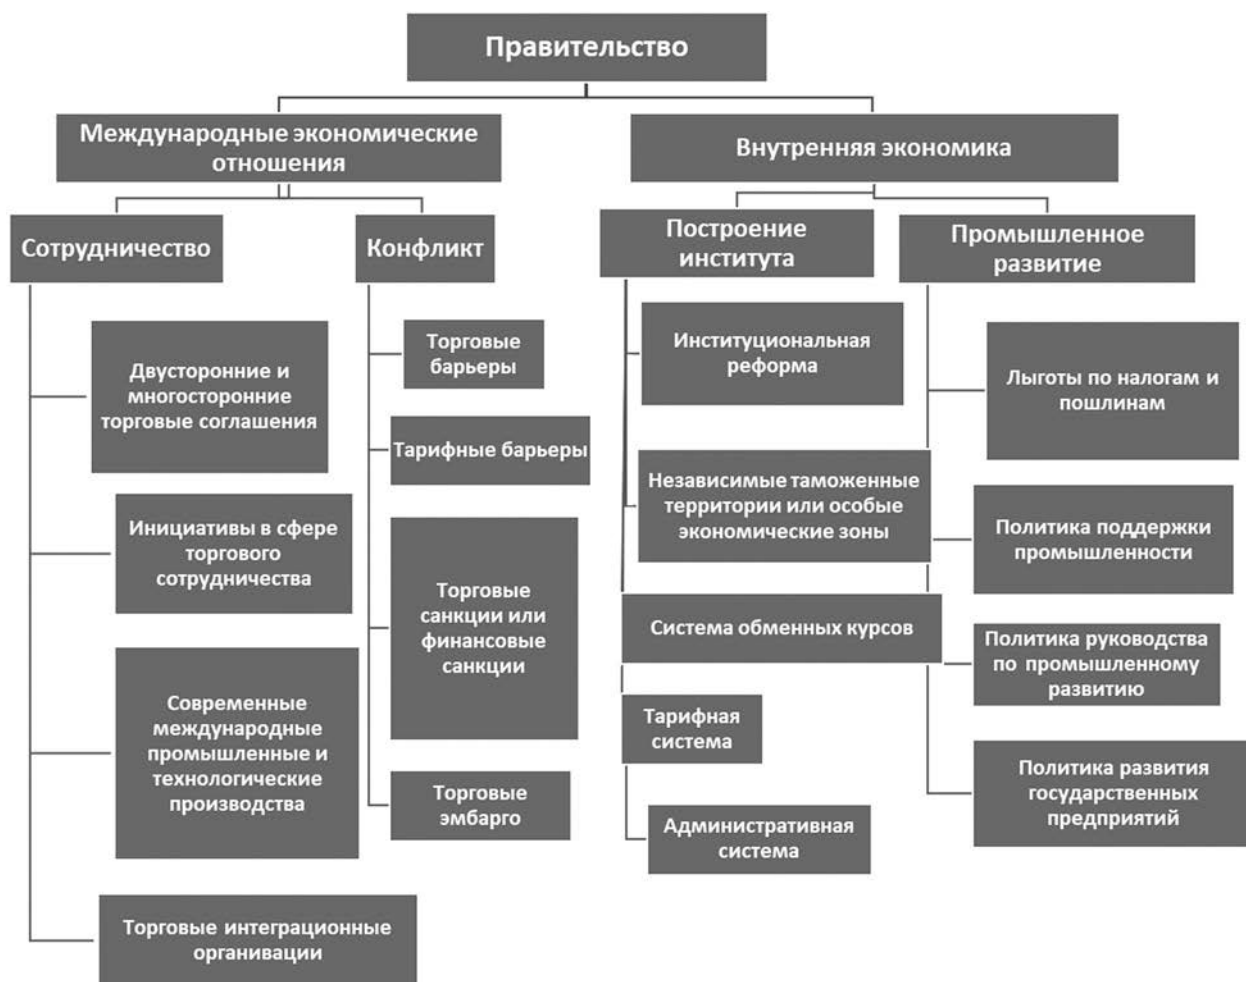 Правительство
Международные экономические
отношения
Внутренняя экономика
Сотрудничество
Конфликт
Построение
института
Промышленное
развитие
Двусторонние и
многосторонние
торговые соглашения
Инициативы в сфере
торгового
сотрудничества
Современные
международные
промышленные и
технологические
производства
Торговые интеграционные
органивации
Торговые
барьеры
Тарифные барьеры
Торговые
санкции или
финансовые
санкции
Торговые
эмбарго
Институциональная
реформа
Независимые таможенные
территории или особые
экономические зоны
Система обменных курсов
Тарифная
система
Административная
система
Лыготы по налогам и
пошлинам
Политика поддержки
промышленности
Политика руководства
по промышленному
развитию
Политика развития
государственных
предприятий